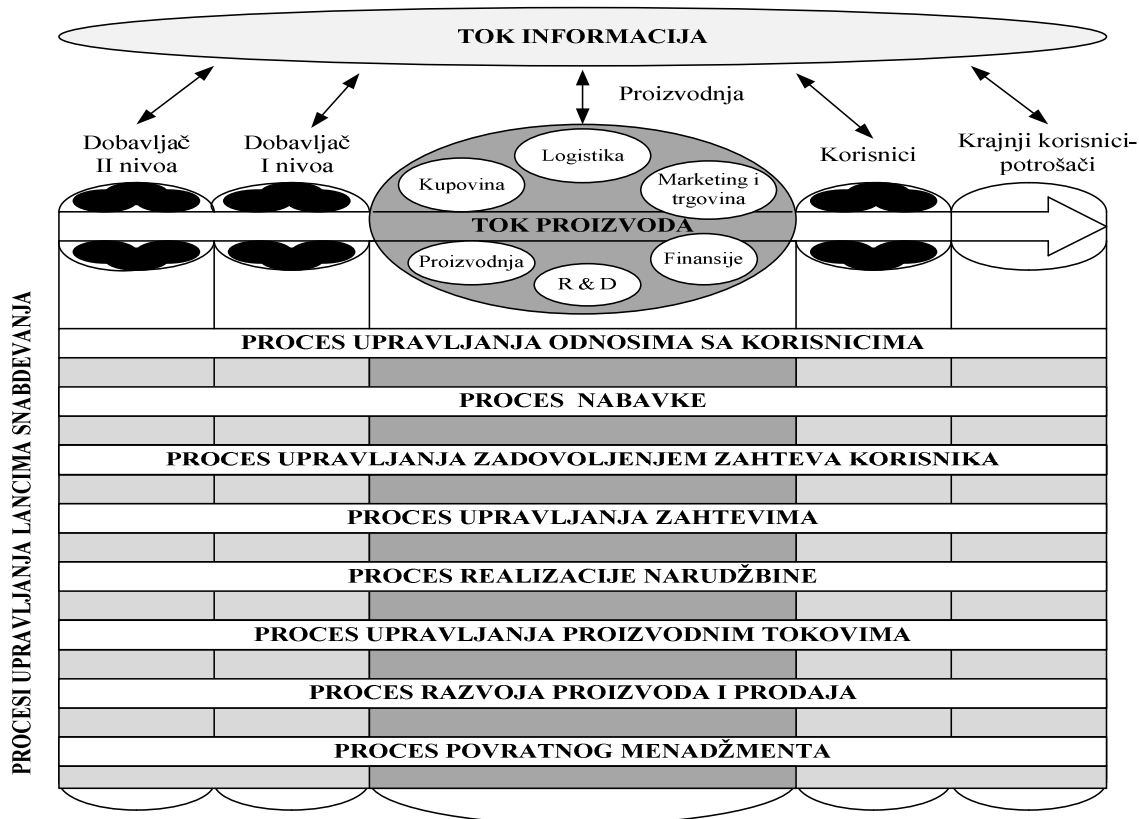 TOK INFORMACIJA
Proizvodnja
Dobavljač
II nivoa
Dobavljač
I nivoa
Korisnici
Krajnji korisnici-
potrošači
Logistika
Kupovina
Marketing i
trgovina
TOK PROIZVODA
Proizvodnja
R & D
Finansije
PROCESI UPRAVLJANJA LANCIMA SNABDEVANJA
PROCES UPRAVLJANJA ODNOSIMA SA KORISNICIMA
PROCES NABAVKE
PROCES UPRAVLJANJA ZADOVOLJENJEM ZAHTEVA KORISNIKA
PROCES UPRAVLJANJA ZAHTEVIMA
PROCES REALIZACIJE NARUDŽBINE
PROCES UPRAVLJANJA PROIZVODNIM TOKOVIMA
PROCES RAZVOJA PROIZVODA I PRODAJA
PROCES POVRATNOG MENADŽMENTA